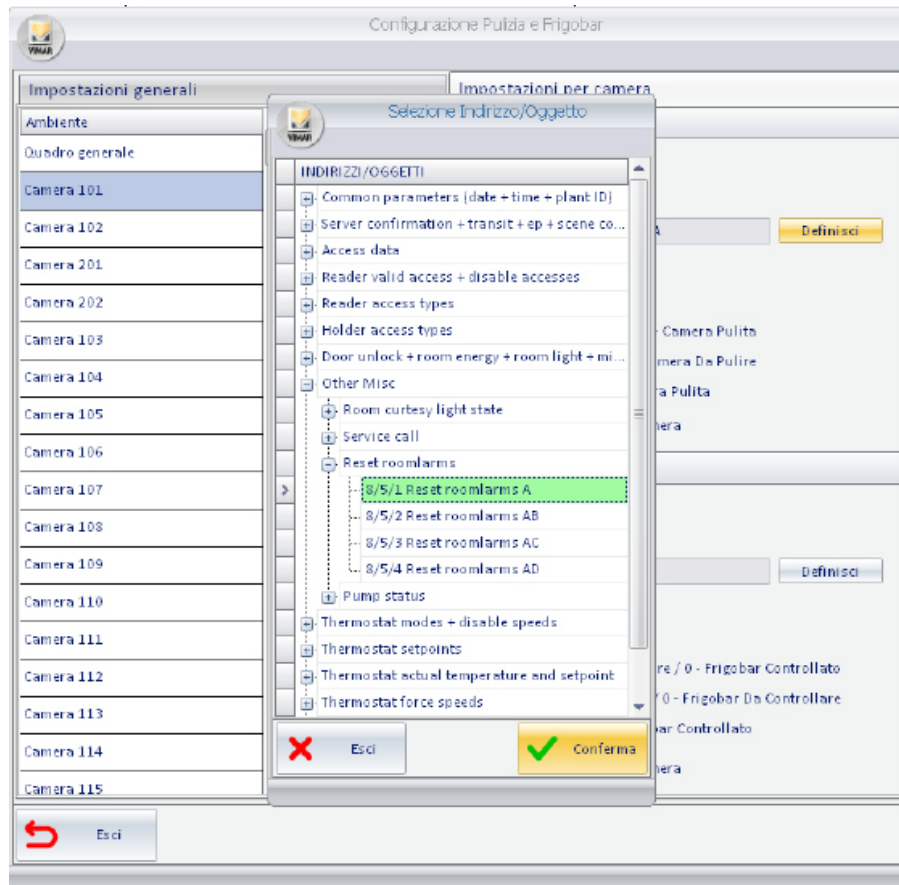 Configurazione Pulizia e Frigobar
VIMAR
Impostazioni generali
Impostazioni per camera
Ambiente
Quadro generale
Camera 101
Camera 102
Camera 201
Camera 202
Camera 103
Camera 104
Camera 105
Camera 106
Camera 107
Camera 108
Camera 109
Camera 110
Camera 111
Camera 112
Camera 113
Camera 114
Camera 115
Selezione Indirizzo/Oggetto
VIMAR
INDIRIZZI/OGGETTI
Common parameters (date + time + plant ID)
Server confirmation + transit + ep + scene co...
Access data
Reader valid access + disable accesses
Reader access types
Holder access types
Door unlock + room energy + room light + mi...
Other Misc
Room curtesy light state
Service call
Reset roomlarms
8/5/1 Reset roomlarms A
8/5/2 Reset roomlarms AB
8/5/3 Reset roomlarms AC
8/5/4 Reset roomlarms AD
Pump status
Thermostat modes + disable speeds
Thermostat setpoints
Thermostat actual temperature and setpoint
Thermostat force speeds
Esci
Conferma
Definisci
- Camera Pulita
mera Da Pulire
ra Pulita
nera
Definisci
re / 0 - Frigobar Controllato
/ 0 - Frigobar Da Controllare
bar Controllato
nera
Esci